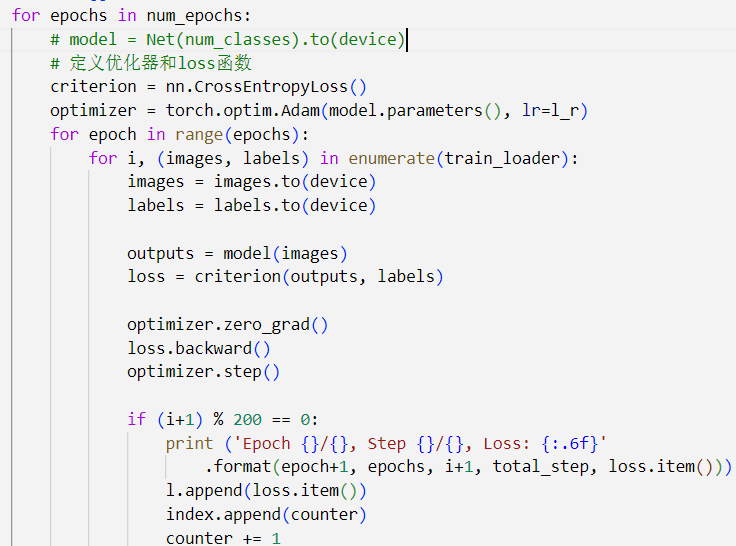 for epochs in num_epochs:
# model = Net(num_classes).to(device)
# 定义优化器和loss函数
criterion = nn.CrossEntropyLoss()
optimizer = torch.optim.Adam(model.parameters(), lr=l_r)
for epoch in range(epochs):
for i, (images, labels) in enumerate(train_loader):
images = images.to(device)
labels = labels.to(device)
outputs = model(images)
loss = criterion(outputs, labels)
optimizer.zero_grad()
loss.backward()
optimizer.step()
if (i+1) % 200 == 0:
print ('Epoch {}/{}, Step {}/{}, Loss: {:.6f}'
.format(epoch+1, epochs, i+1, total_step, loss.item()))
l.append(loss.item())
index.append(counter)
counter += 1